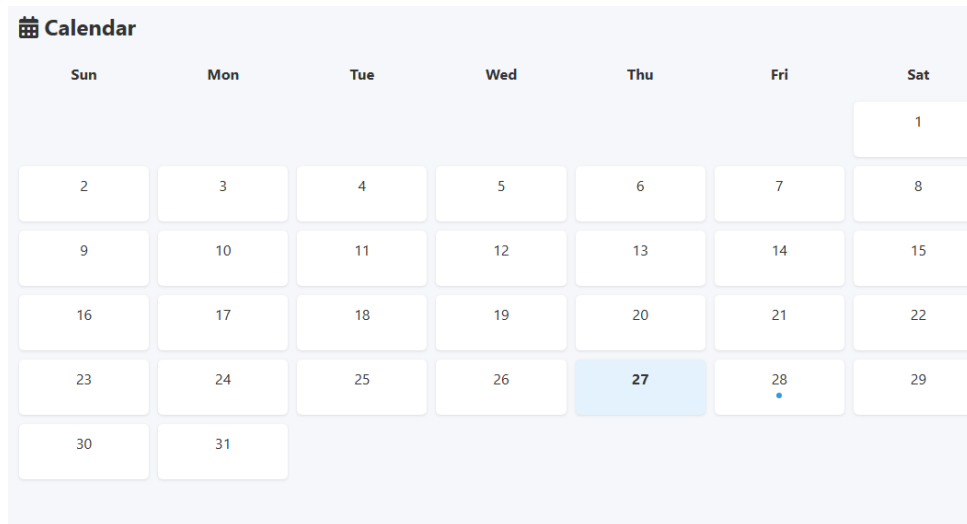 Calendar
Sun Mon Tue Wed Thu Fri Sat
1
2 3 4 5 6 7 8
9 10 11 12 13 14 15
16 17 18 19 20 21 22
23 24 25 26 27 28 29
30 31